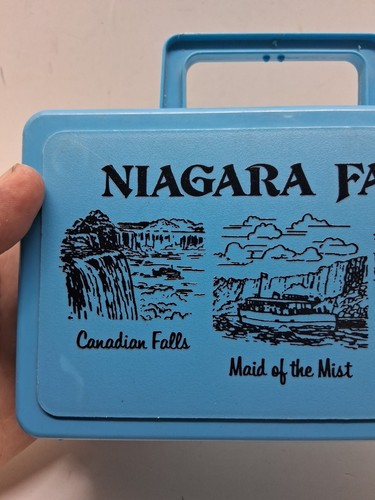 NIAGARA FA
Canadian Falls
Maid of the Mist